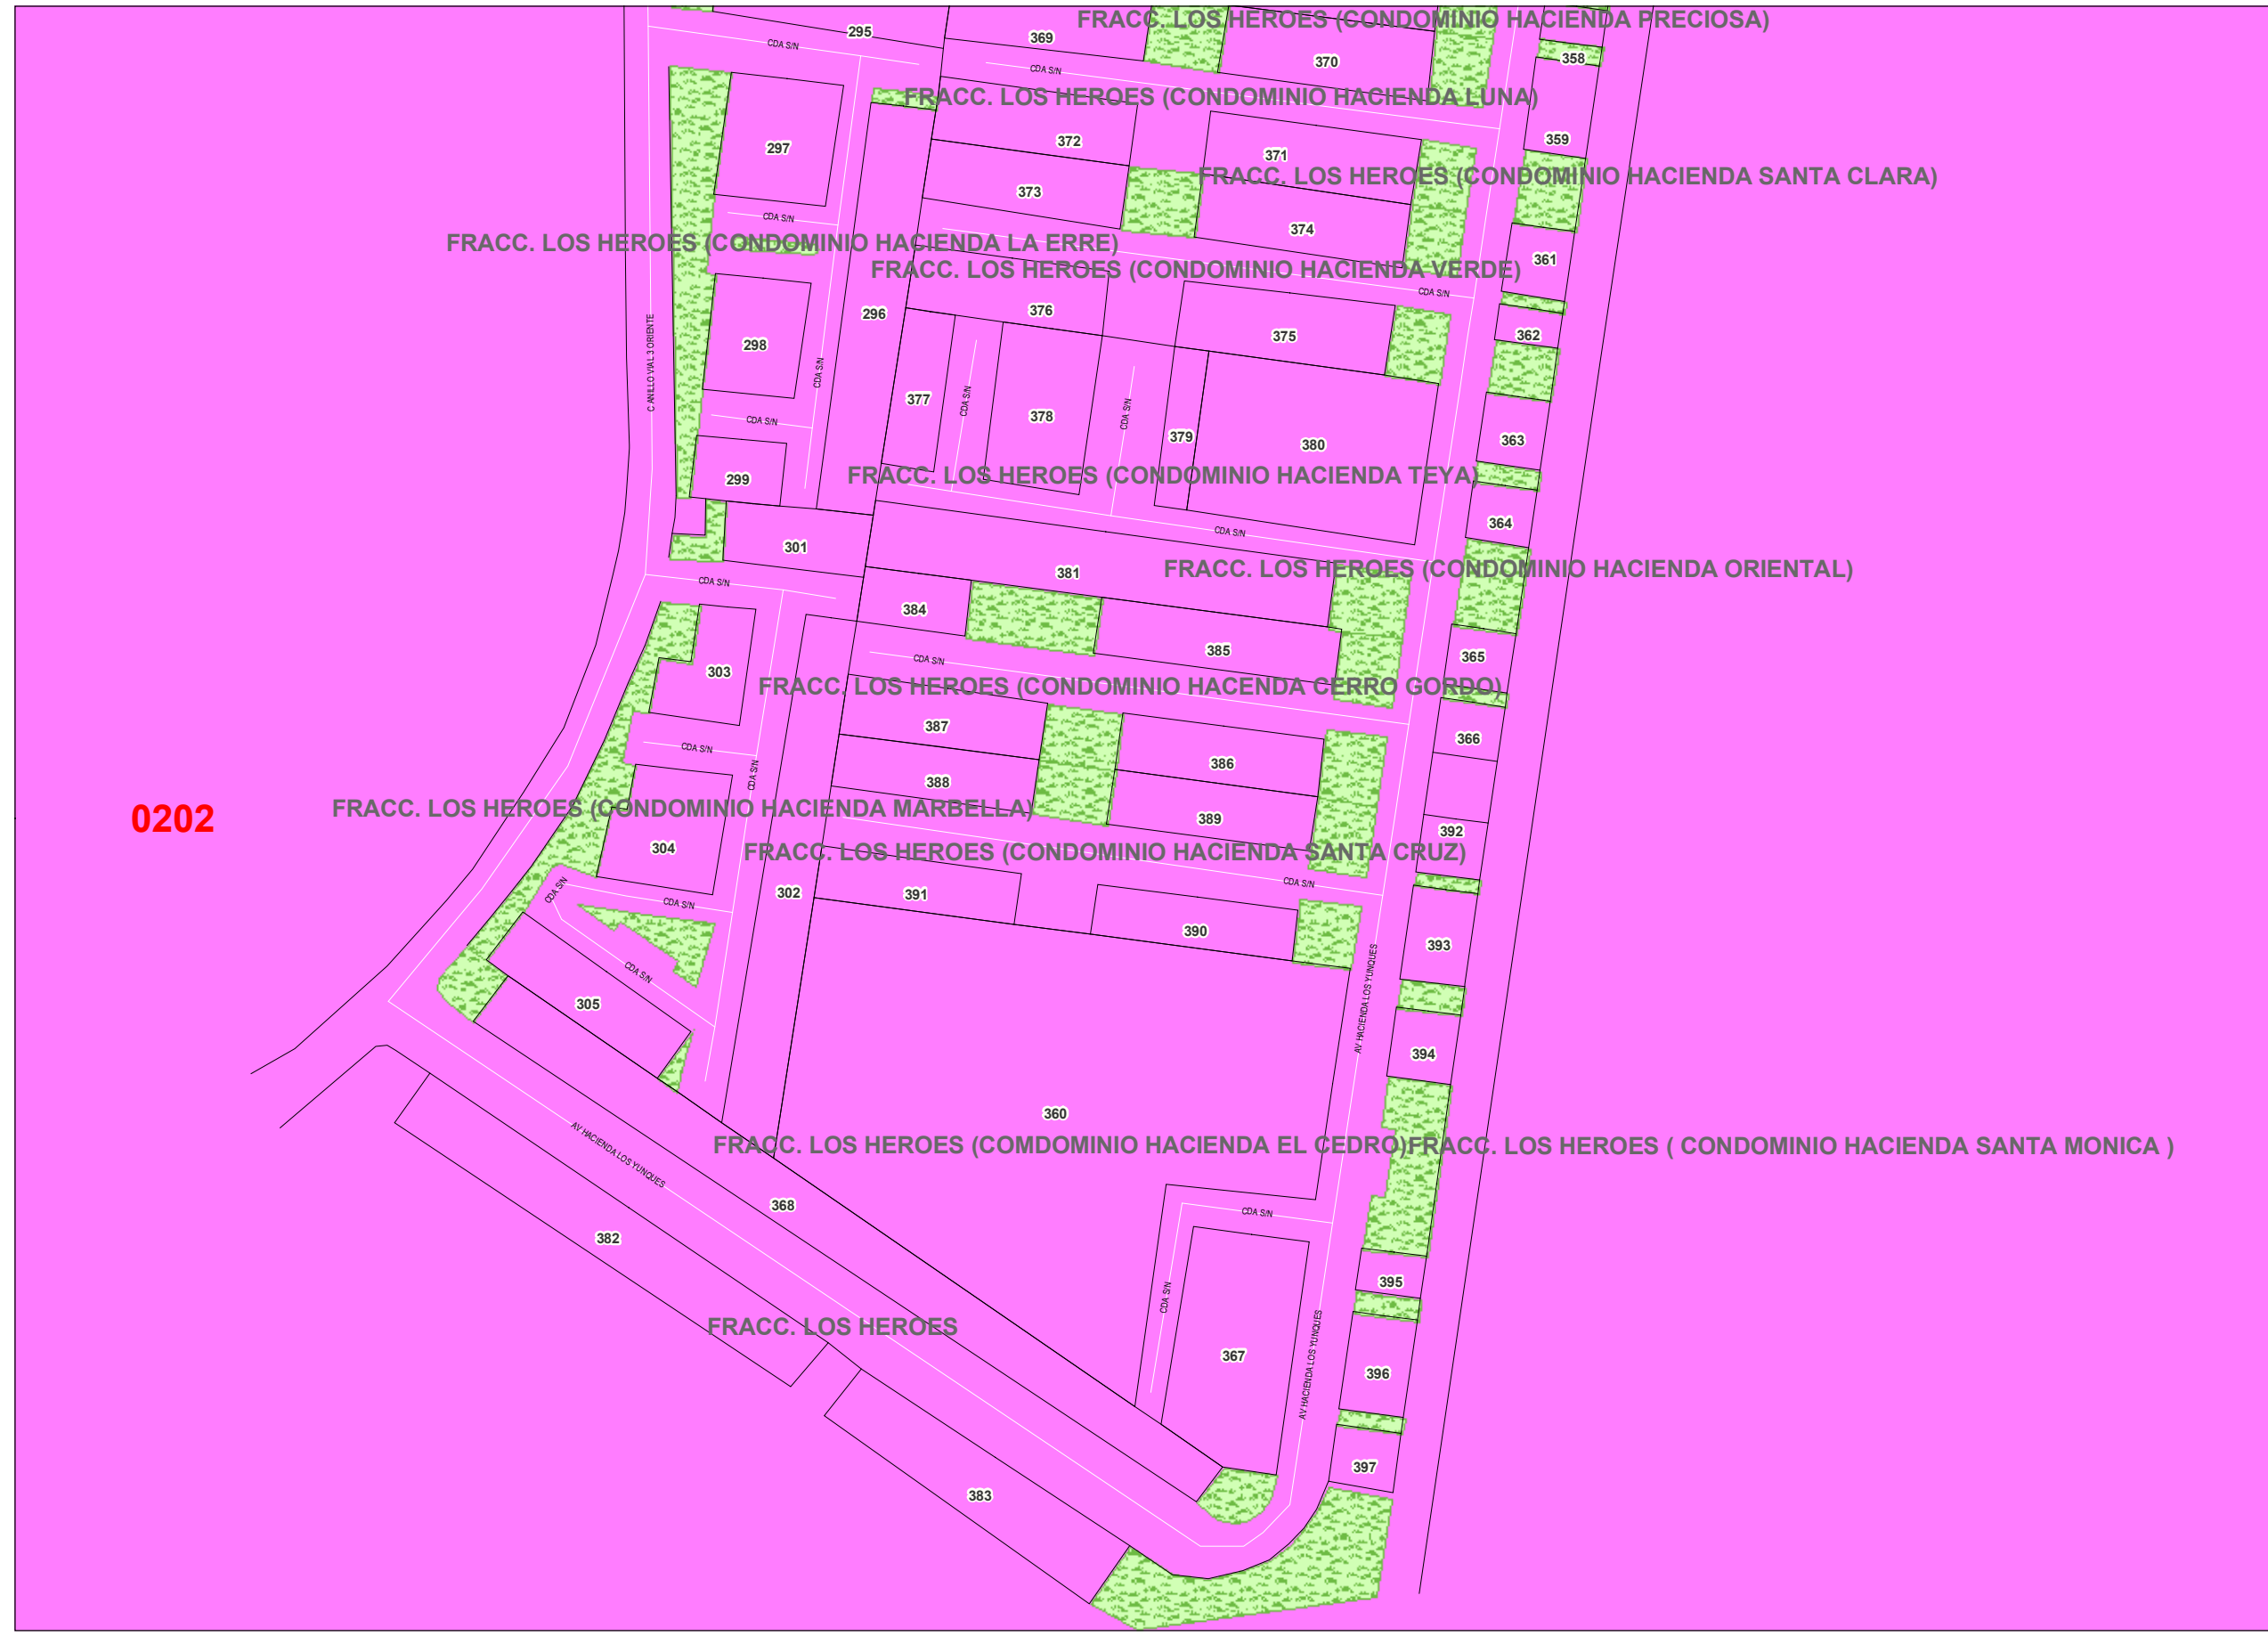 FRACC. LOS HEROES (CONDOMINIO HACIENDA PRECIOSA)
295
369
CDA S/N
370
358
CDA S/N
FRACC. LOS HEROES (CONDOMINIO HACIENDA LUNA)
297
372
371
359
FRACC. LOS HEROES (CONDOMINIO HACIENDA SANTA CLARA)
373
CDA S/N
374
FRACC. LOS HEROES (CONDOMINIO HACIENDA LA ERRE)
361
FRACC. LOS HEROES (CONDOMINIO HACIENDA VERDE)
CDA S/N
296
376
375
362
298
C ANILLO VIAL 3 ORIENTE
CDA S/N
377
CDA S/N
378
CDA S/N
CDA S/N
379
380
363
299
FRACC. LOS HEROES (CONDOMINIO HACIENDA TEYA)
364
CDA S/N
301
381
FRACC. LOS HEROES (CONDOMINIO HACIENDA ORIENTAL)
CDA S/N
384
385
365
CDA S/N
303
FRACC. LOS HEROES (CONDOMINIO HACENDA CERRO GORDO)
387
366
CDA S/N
386
CDA S/N
388
FRACC. LOS HEROES (CONDOMINIO HACIENDA MARBELLA)
0202
389
392
304
FRACC. LOS HEROES (CONDOMINIO HACIENDA SANTA CRUZ)
CDA S/N
CDA S/N
302
391
CDA S/N
390
393
CDA S/N
AV HACIENDA LOS YUNQUES
305
394
360
AV HACIENDA LOS YUNQUES
FRACC. LOS HEROES (COMDOMINIO HACIENDA EL CEDRO)
FRACC. LOS HEROES ( CONDOMINIO HACIENDA SANTA MONICA )
368
CDA S/N
382
395
CDA S/N
FRACC. LOS HEROES
367
AV HACIENDA LOS YUNQUES
396
397
383